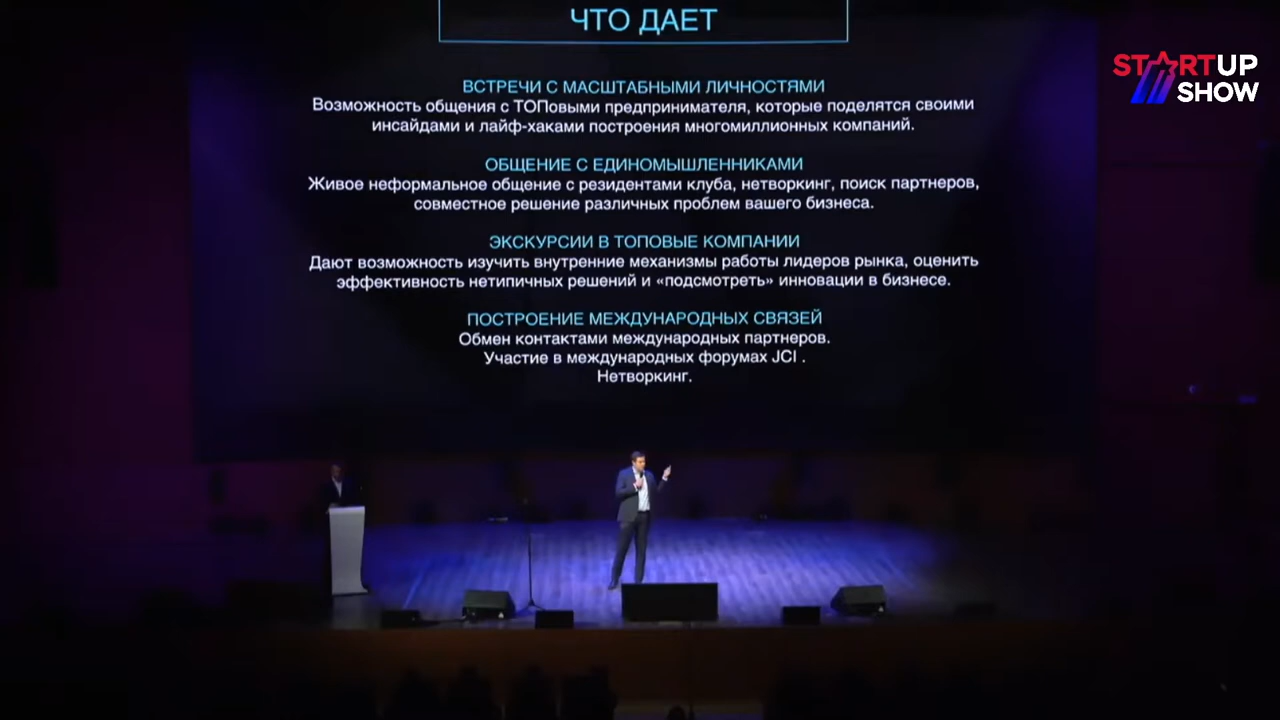 ЧТО ДАЕТ
STARTUP
SHOW
ВСТРЕЧИ С МАСШТАБНЫМИ ЛИЧНОСТЯМИ
Возможность общения с ТОПовыми предпринимателя, которые поделятся своими
инсайдами и лайф-хаками построения многомиллионных компаний.
ОБЩЕНИЕ С ЕДИНОМЫШЛЕННИКАМИ
Живое неформальное общение с резидентами клуба, нетворкинг, поиск партнеров,
совместное решение различных проблем вашего бизнеса.
ЭКСКУРСИИ В ТОПОВЫЕ КОМПАНИИ
Дают возможность изучить внутренние механизмы работы лидеров рынка, оценить
эффективность нетипичных решений и «подсмотреть» инновации в бизнесе.
ПОСТРОЕНИЕ МЕЖДУНАРОДНЫХ СВЯЗЕЙ
Обмен контактами международных партнеров.
Участие в международных форумах JCI .
Нетворкинг.